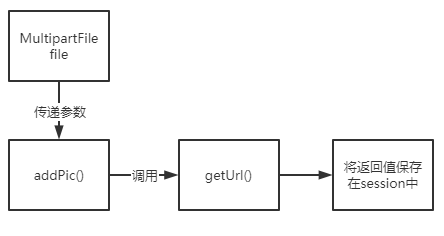 MultipartFile
file
传递参数
addPic()
调用
getUrl()
将返回值保存
在session中